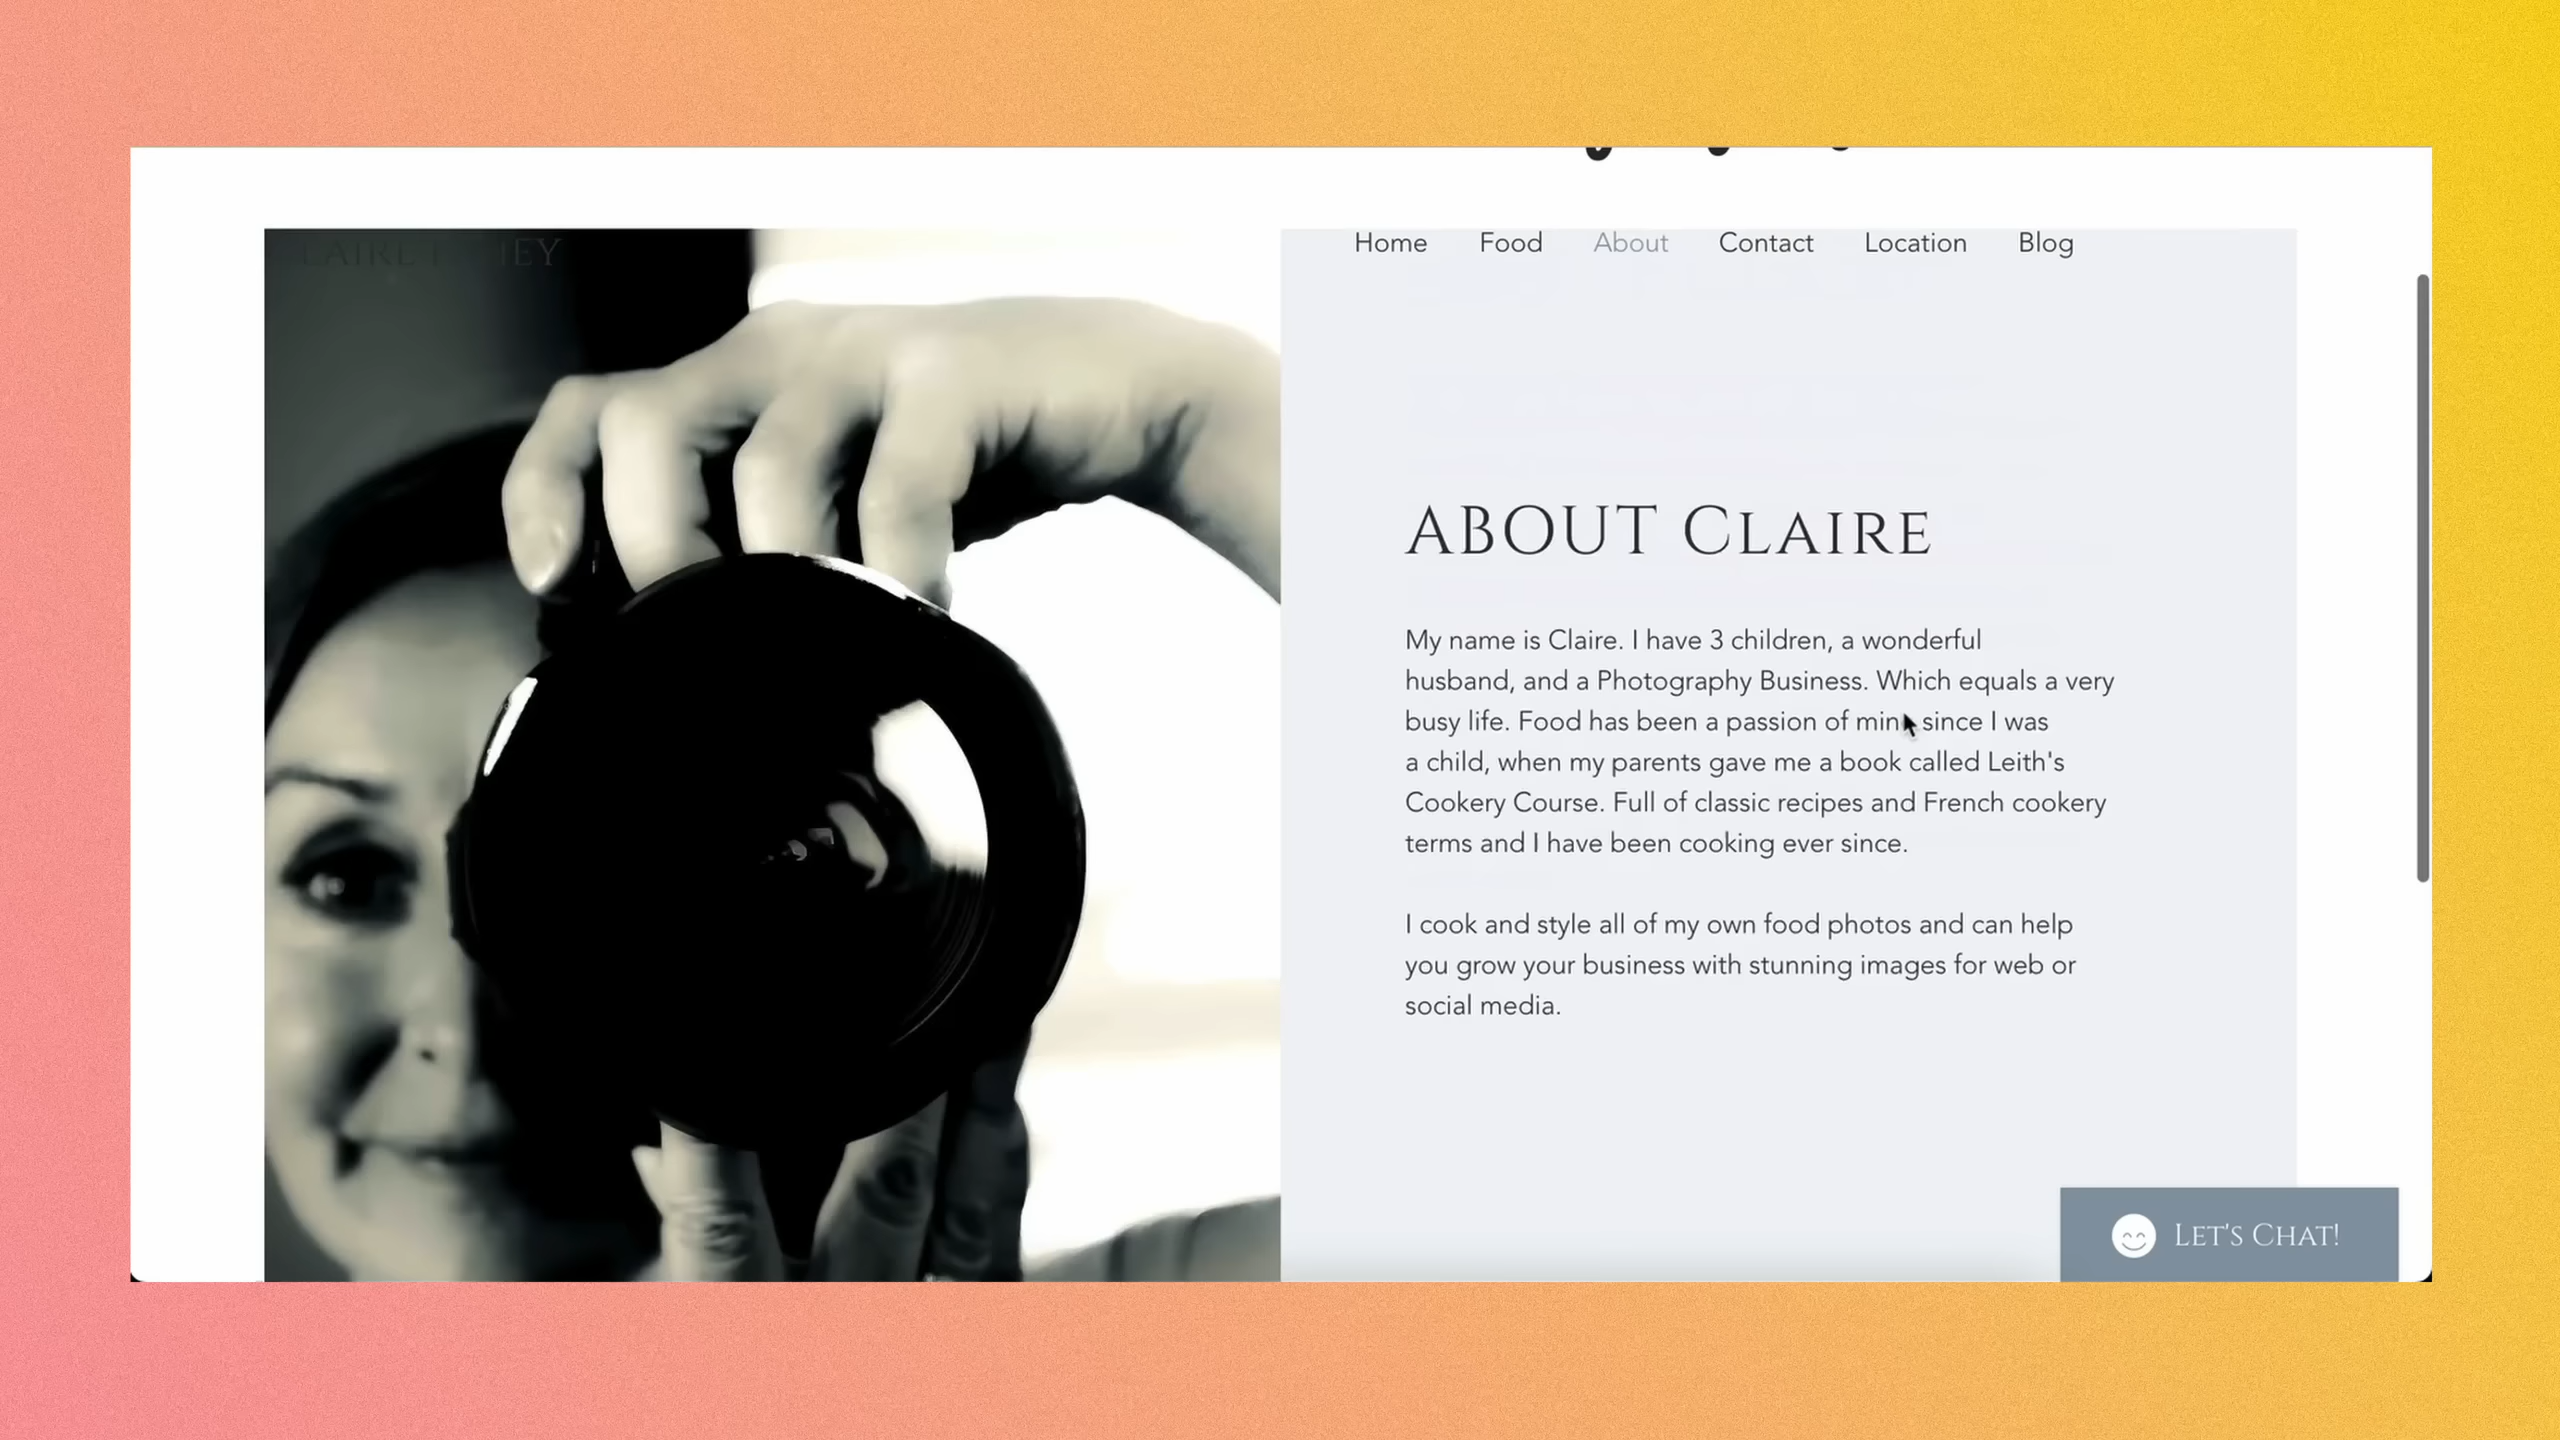 Home Food About Contact Location Blog
ABOUT CLAIRE
My name is Claire. I have 3 children, a wonderful
husband, and a Photography Business. Which equals a very
busy life. Food has been a passion of mine since I was
a child, when my parents gave me a book called Leith's
Cookery Course. Full of classic recipes and French cookery
terms and I have been cooking ever since.
I cook and style all of my own food photos and can help
you grow your business with stunning images for web or
social media.
LET'S CHAT!